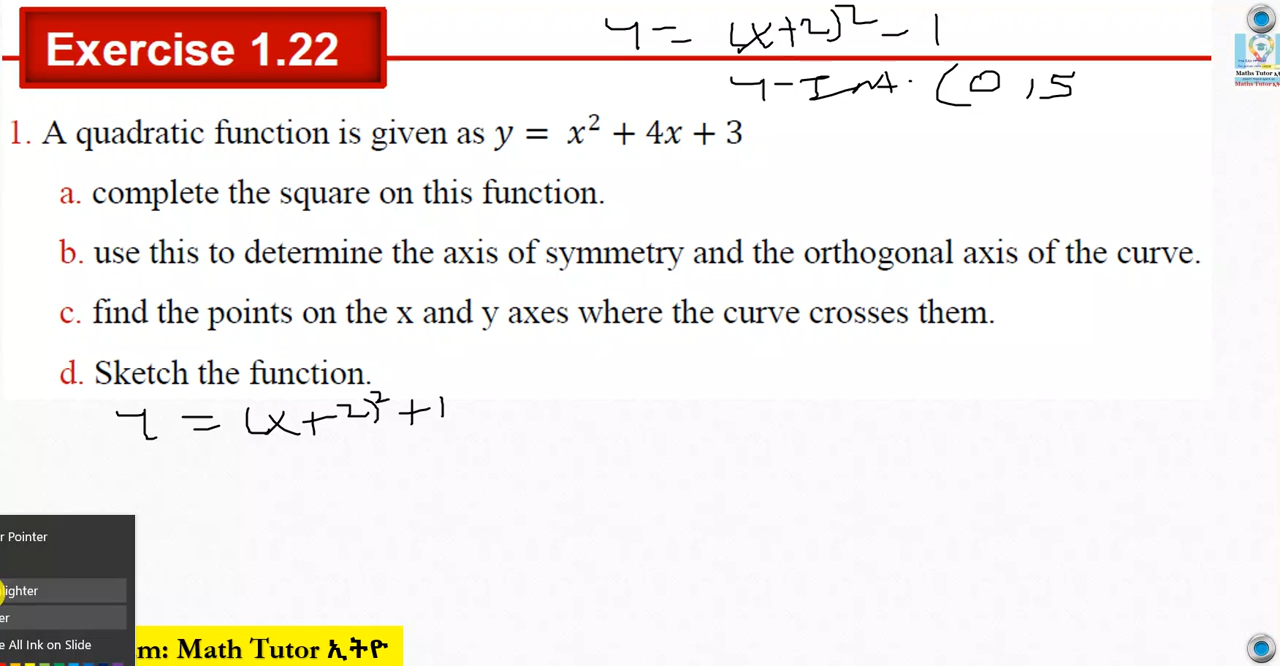 Exercise 1.22
y = (x+2)² - 1
y-Int. (0,5
1. A quadratic function is given as y = x² + 4x + 3
a. complete the square on this function.
b. use this to determine the axis of symmetry and the orthogonal axis of the curve.
c. find the points on the x and y axes where the curve crosses them.
d. Sketch the function.
y = (x+2)² +1
r Pointer
lighter
er
e All Ink on Slide
m: Math Tutor ኢትዮ